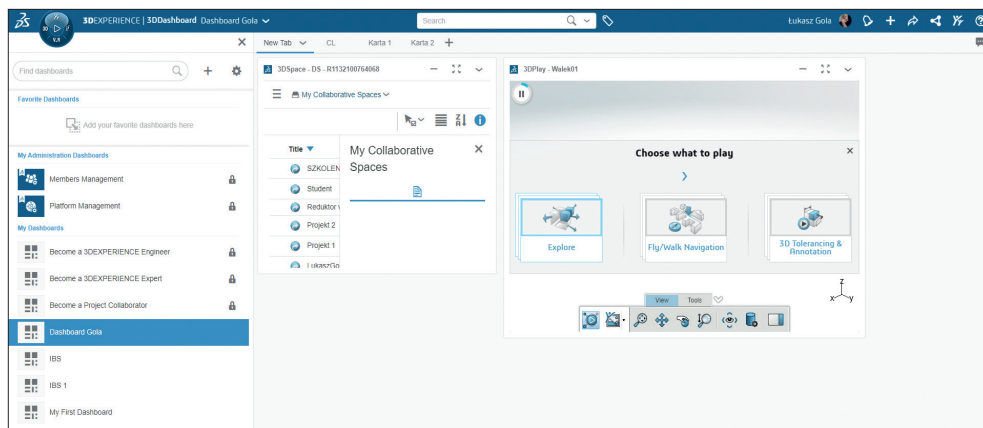 3DEXPERIENCE | 3DDashboard Dashboard Gola
Search
Łukasz Gola
V.R
Find dashboards
Favorite Dashboards
Add your favorite dashboards here
My Administration Dashboards
Members Management
Platform Management
My Dashboards
Become a 3DEXPERIENCE Engineer
Become a 3DEXPERIENCE Expert
Become a Project Collaborator
Dashboard Gola
IBS
IBS 1
My First Dashboard
New Tab CL Karta 1 Karta 2
3DSpace - DS - R1132100764068
My Collaborative Spaces
Title
SZKOLEN
Student
Reduktor
Projekt 2
Projekt 1
LukaszGo
My Collaborative
Spaces
3DPlay - Walek01
Choose what to play
Explore
Fly/Walk Navigation
3D Tolerancing &
Annotation
View Tools
z
x y